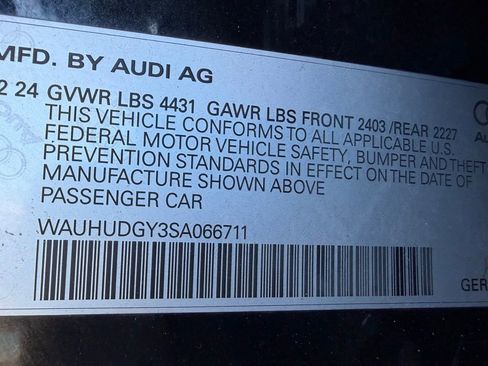 MFD. BY AUDI AG
2 24 GVWR LBS 4431 GAWR LBS FRONT 2403 /REAR 2227
THIS VEHICLE CONFORMS TO ALL APPLICABLE U.S.
FEDERAL MOTOR VEHICLE SAFETY, BUMPER AND THEFT
PREVENTION STANDARDS IN EFFECT ON THE DATE OF
MANUFACTURE SHOWN ABOVE
PASSENGER CAR
WAUHUDGY3SA066711
GER